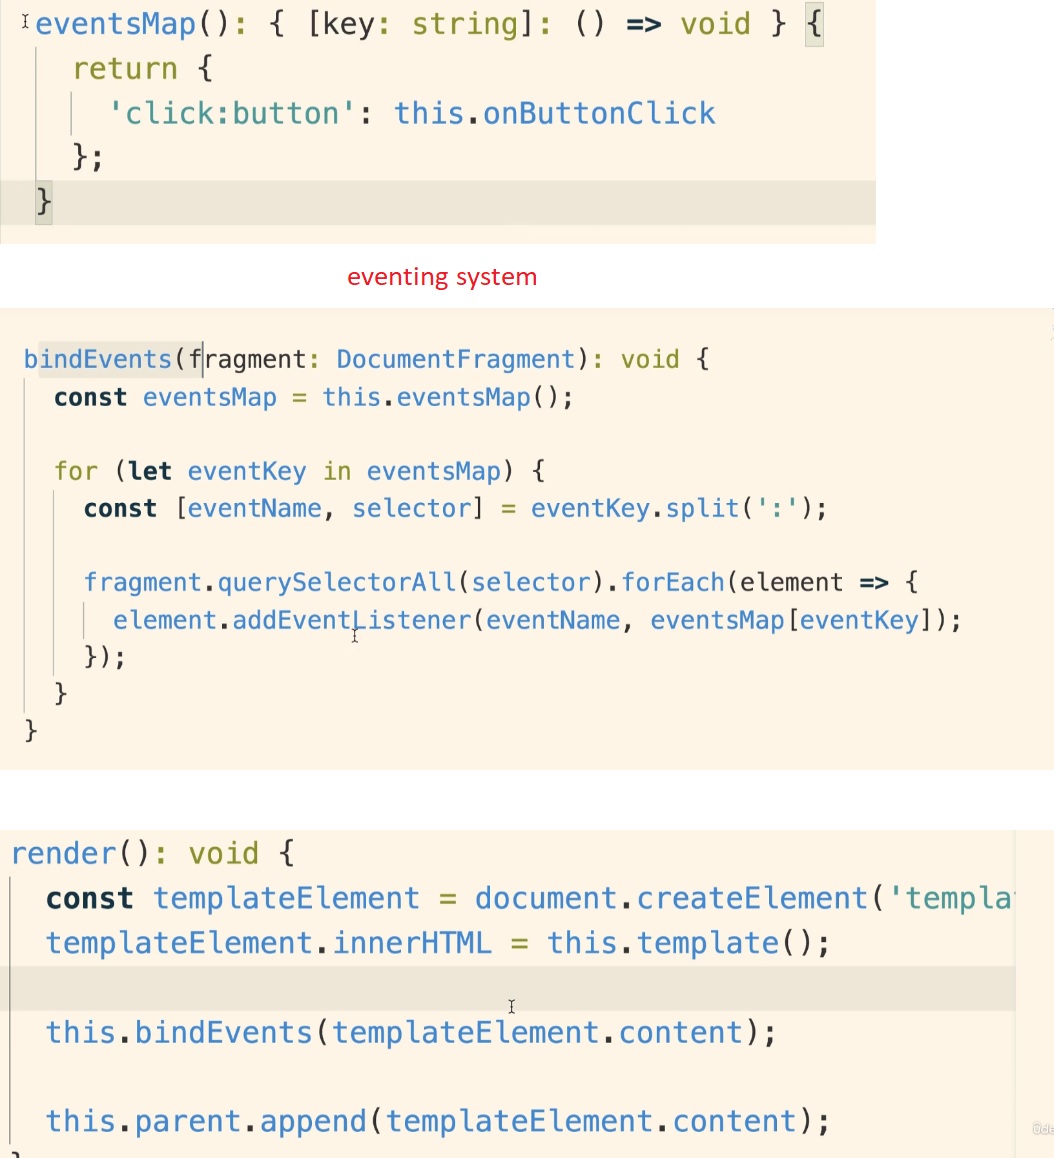 eventsMap(): { [key: string]: () => void } {
return {
'click:button': this.onButtonClick
};
}
eventing system
bindEvents(fragment: DocumentFragment): void {
const eventsMap = this.eventsMap();
for (let eventKey in eventsMap) {
const [eventName, selector] = eventKey.split(':');
fragment.querySelectorAll(selector).forEach(element => {
element.addEventListener(eventName, eventsMap[eventKey]);
});
}
}
render(): void {
const templateElement = document.createElement('templa
templateElement.innerHTML = this.template();
this.bindEvents(templateElement.content);
this.parent.append(templateElement.content);